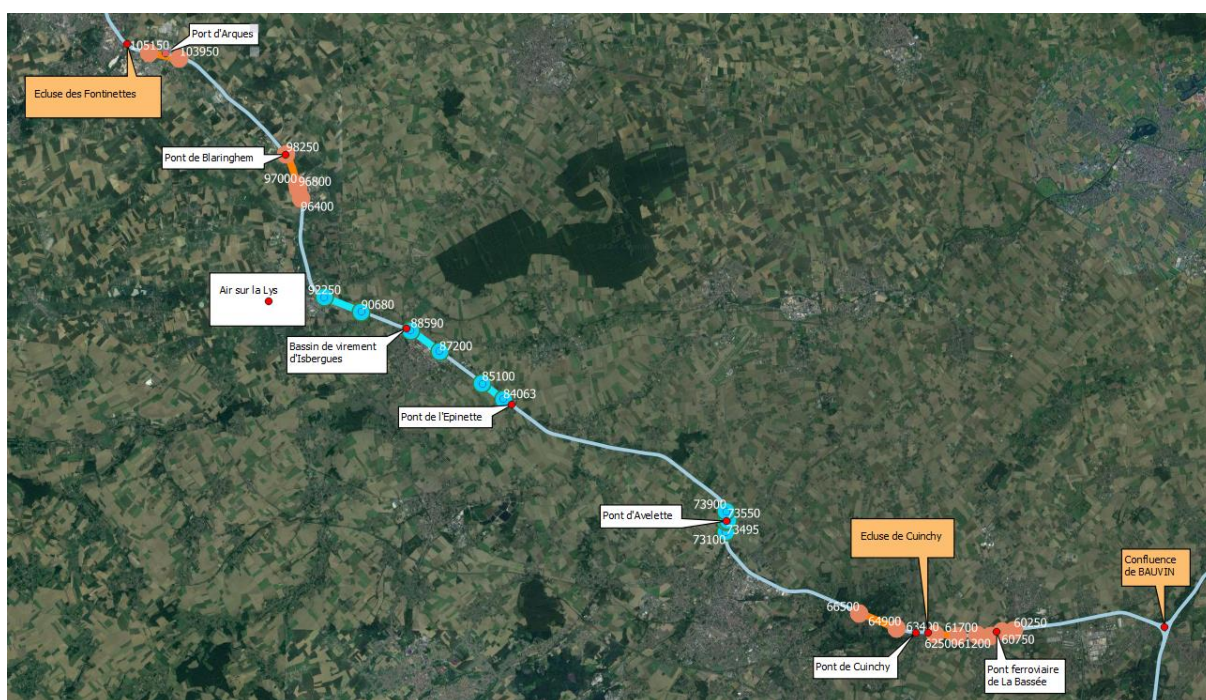 Port d'Arques
105150
103950
Ecluse des Fontinettes
Pont de Blaringhem
98250
97000
96800
96400
Air sur la Lys
92250
90680
88590
Bassin de virement
d'Isbergues
87200
85100
84063
Pont de l'Epinette
73900
Pont d'Avelette
73550
73495
73100
Ecluse de Cuinchy
Confluence
de BAUVIN
66500
64900
63400
61700
60250
62500
61200
60750
Pont de Cuinchy
Pont ferroviaire
de La Bassée